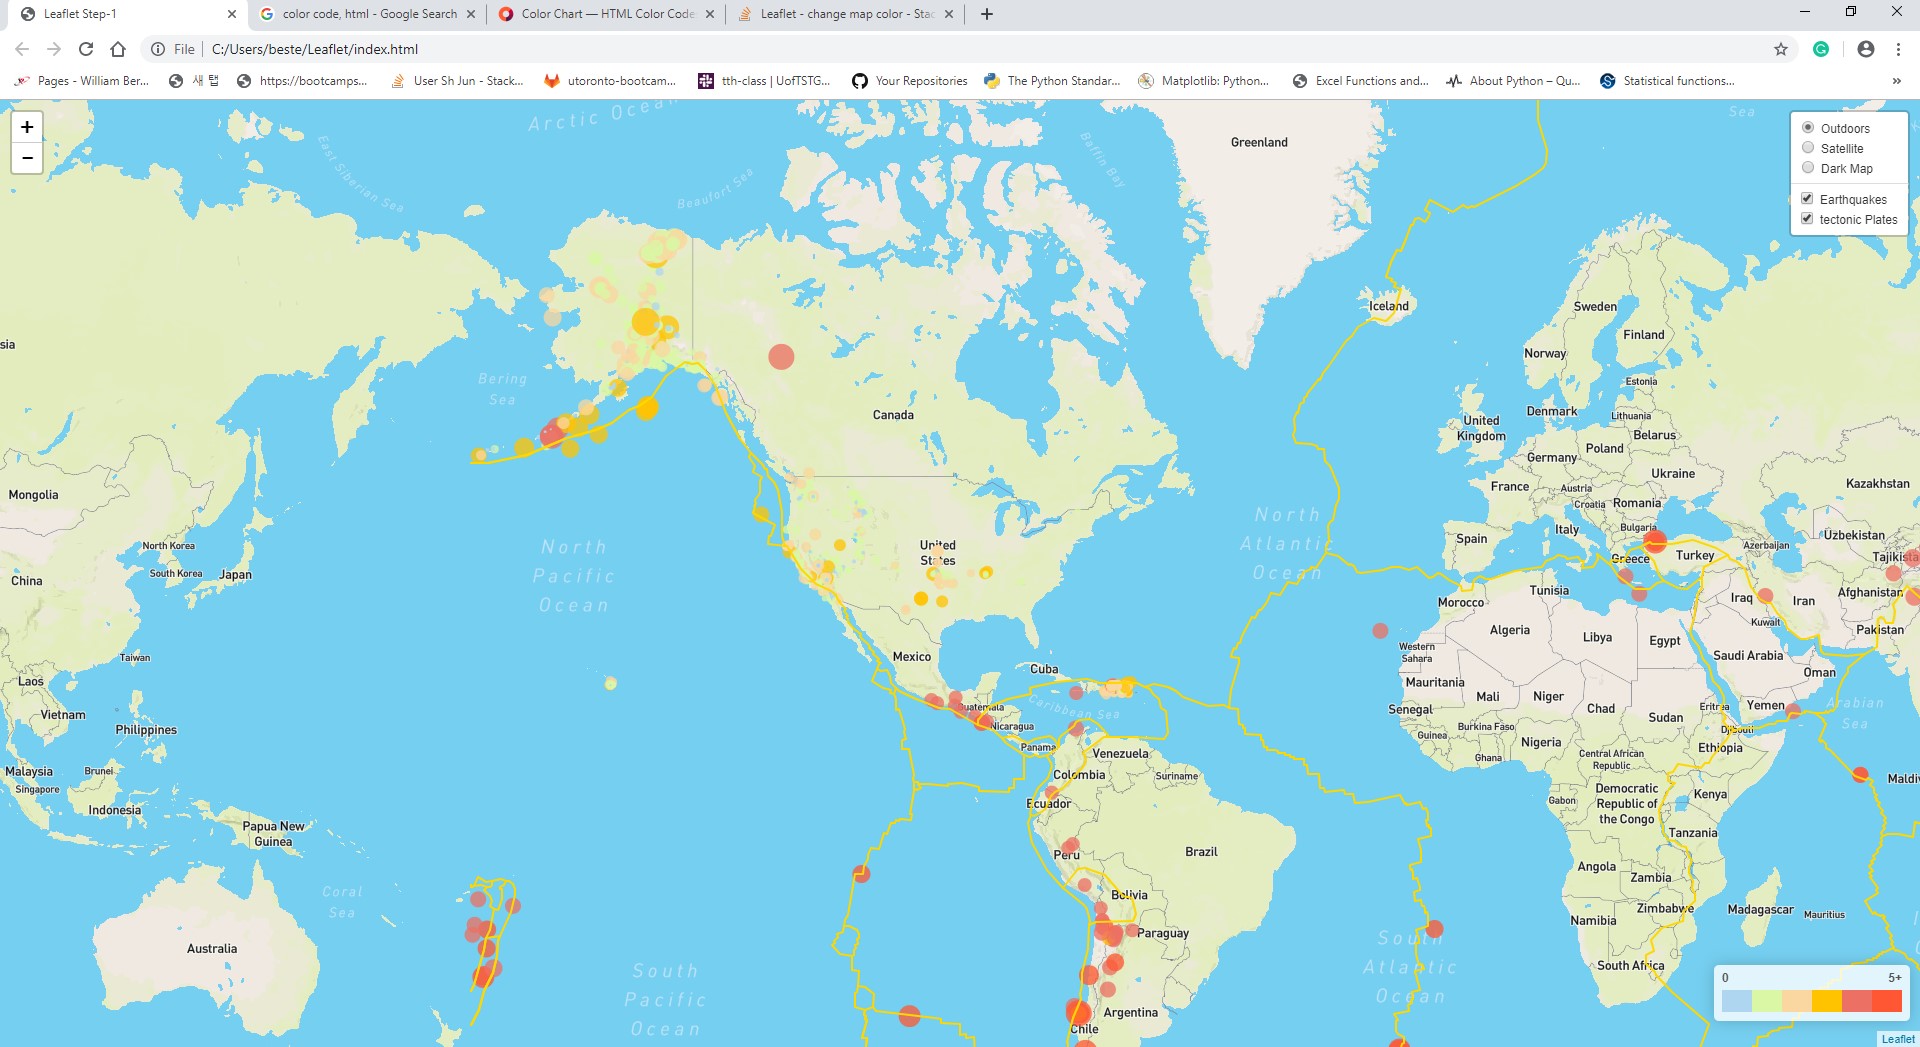 Leaflet Step-1
color code, html - Google Search
Color Chart — HTML Color Code
Leaflet - change map color - Stac
File
C:/Users/beste/Leaflet/index.html
Pages - William Ber...
새 탭
https://bootcamps...
User Sh Jun - Stack...
utoronto-bootcam...
tth-class | UofTSTG...
Your Repositories
The Python Standar...
Matplotlib: Python...
Excel Functions and...
About Python – Qu...
Statistical functions...
»
+
−
Outdoors
Satellite
Dark Map
Earthquakes
tectonic Plates
Arctic Ocean
East Siberian Sea
Beaufort Sea
Baffin Bay
Greenland
Sea
Iceland
Sweden
Finland
Norway
sia
Bering
Sea
Canada
Estonia
Denmark
Lithuania
United
Kingdom
Belarus
Poland
Germany
Ukraine
Kazakhstan
France
Austria
Croatia
Romania
Mongolia
North Korea
South Korea
Japan
China
North
Pacific
Ocean
United
States
North
Atlantic
Ocean
Italy
Bulgaria
Spain
Greece
Turkey
Azerbaijan
Uzbekistan
Tajikista
Tunisia
Morocco
Iraq
Iran
Afghanistan
Kuwait
Pakistan
Algeria
Libya
Egypt
Western
Sahara
Saudi Arabia
Oman
Taiwan
Mexico
Cuba
Laos
Vietnam
Philippines
Guatemala
Nicaragua
Caribbean Sea
Panama
Venezuela
Colombia
Suriname
Mauritania
Mali
Niger
Chad
Sudan
Eritrea
Yemen
Arabian
Sea
Senegal
Guinea
Burkina Faso
Ghana
Nigeria
Djibouti
Ethiopia
Central African
Republic
Malaysia
Brunei
Singapore
Indonesia
Papua New
Guinea
Ecuador
Peru
Brazil
Bolivia
Paraguay
Argentina
Chile
Gabon
Democratic
Republic of
the Congo
Kenya
Maldiv
Tanzania
Angola
Zambia
Zimbabwe
Namibia
Madagascar
Mauritius
South Africa
Coral
Sea
Australia
South
Pacific
Ocean
South
Atlantic
Ocean
0
5+
Leaflet